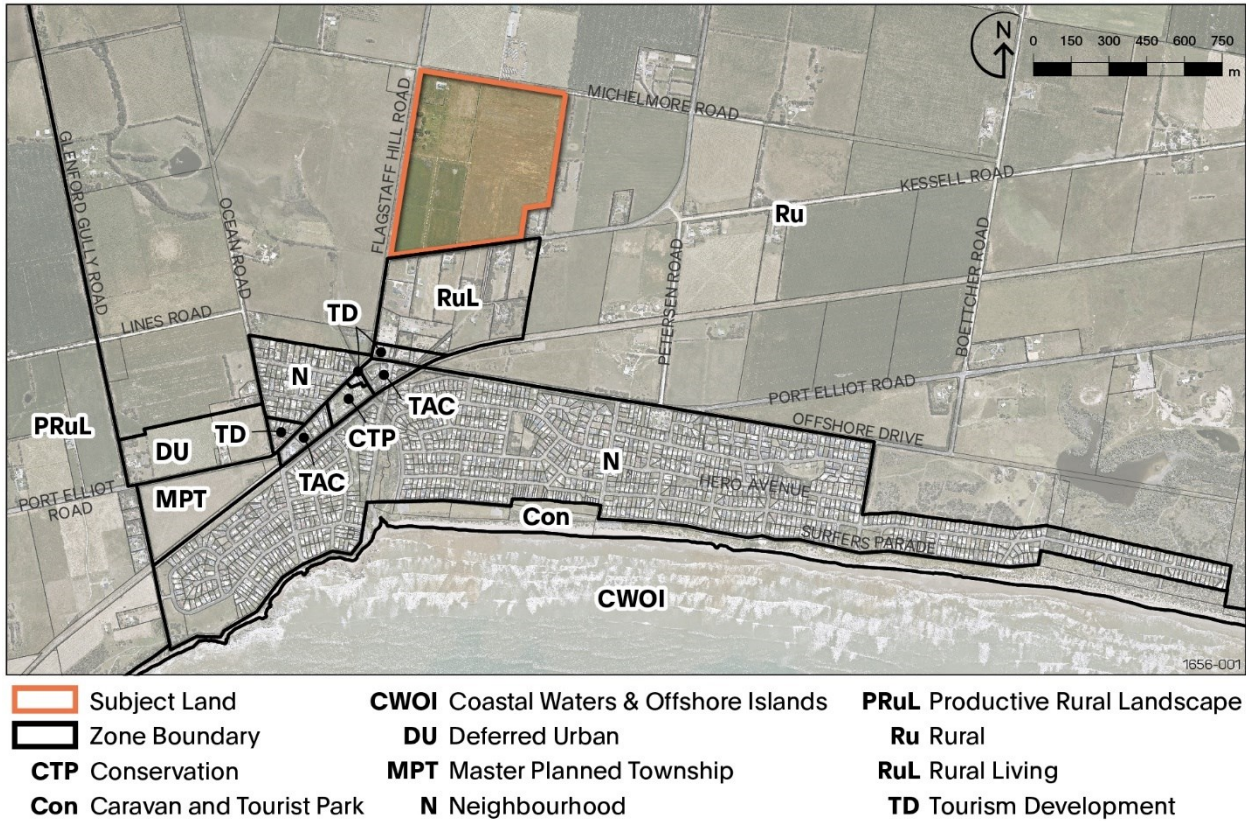 N
0 150 300 450 600 750
m
MICHELMORE ROAD
FLAGSTAFF HILL ROAD
GLENFORD GULLY ROAD
OCEAN ROAD
KESSELL ROAD
Ru
PETERSEN ROAD
BOETTCHER ROAD
RuL
TD
LINES ROAD
N
TAC
PORT ELLIOT ROAD
OFFSHORE DRIVE
PRuL
DU
TD
CTP
N
TAC
MPT
PORT ELLIOT
ROAD
HERO AVENUE
Con
SURFERS PARADE
CWOI
1656-001
Subject Land
Zone Boundary
CTP Conservation
Con Caravan and Tourist Park
CWOI Coastal Waters & Offshore Islands
DU Deferred Urban
MPT Master Planned Township
N Neighbourhood
PRuL Productive Rural Landscape
Ru Rural
RuL Rural Living
TD Tourism Development